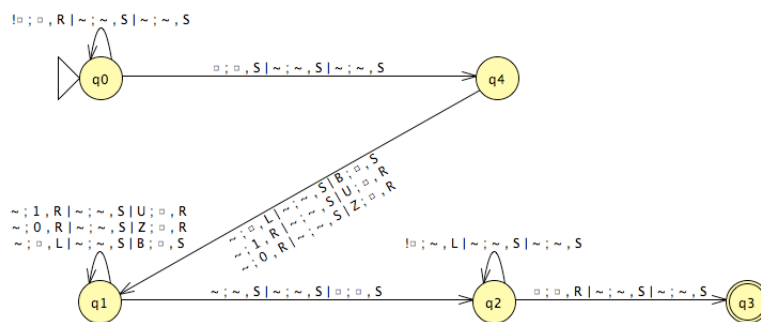 !□;□,R|~;~,S|~;~,S
q0
□;□,S|~;~,S|~;~,S
q4
~;□,L|~;~,S|B;□,S
~;1,R|~;~,S|U;□,R
~;0,R|~;~,S|Z;□,R
~;1,R|~;~,S|U;□,R
~;0,R|~;~,S|Z;□,R
~;□,L|~;~,S|B;□,S
q1
~;~,S|~;~,S|□;□,S
!□;~,L|~;~,S|~;~,S
q2
□;□,R|~;~,S|~;~,S
q3